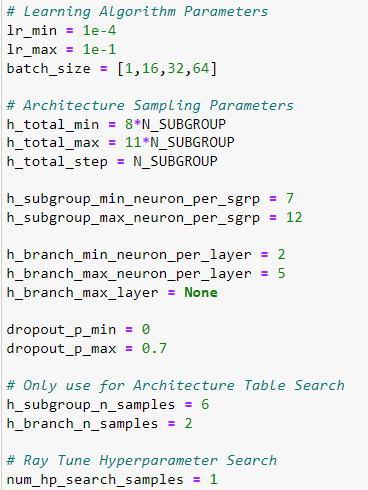 # Learning Algorithm Parameters
lr_min = 1e-4
lr_max = 1e-1
batch_size = [1,16,32,64]
# Architecture Sampling Parameters
h_total_min = 8*N_SUBGROUP
h_total_max = 11*N_SUBGROUP
h_total_step = N_SUBGROUP
h_subgroup_min_neuron_per_sgrp = 7
h_subgroup_max_neuron_per_sgrp = 12
h_branch_min_neuron_per_layer = 2
h_branch_max_neuron_per_layer = 5
h_branch_max_layer = None
dropout_p_min = 0
dropout_p_max = 0.7
# Only use for Architecture Table Search
h_subgroup_n_samples = 6
h_branch_n_samples = 2
# Ray Tune Hyperparameter Search
num_hp_search_samples = 1